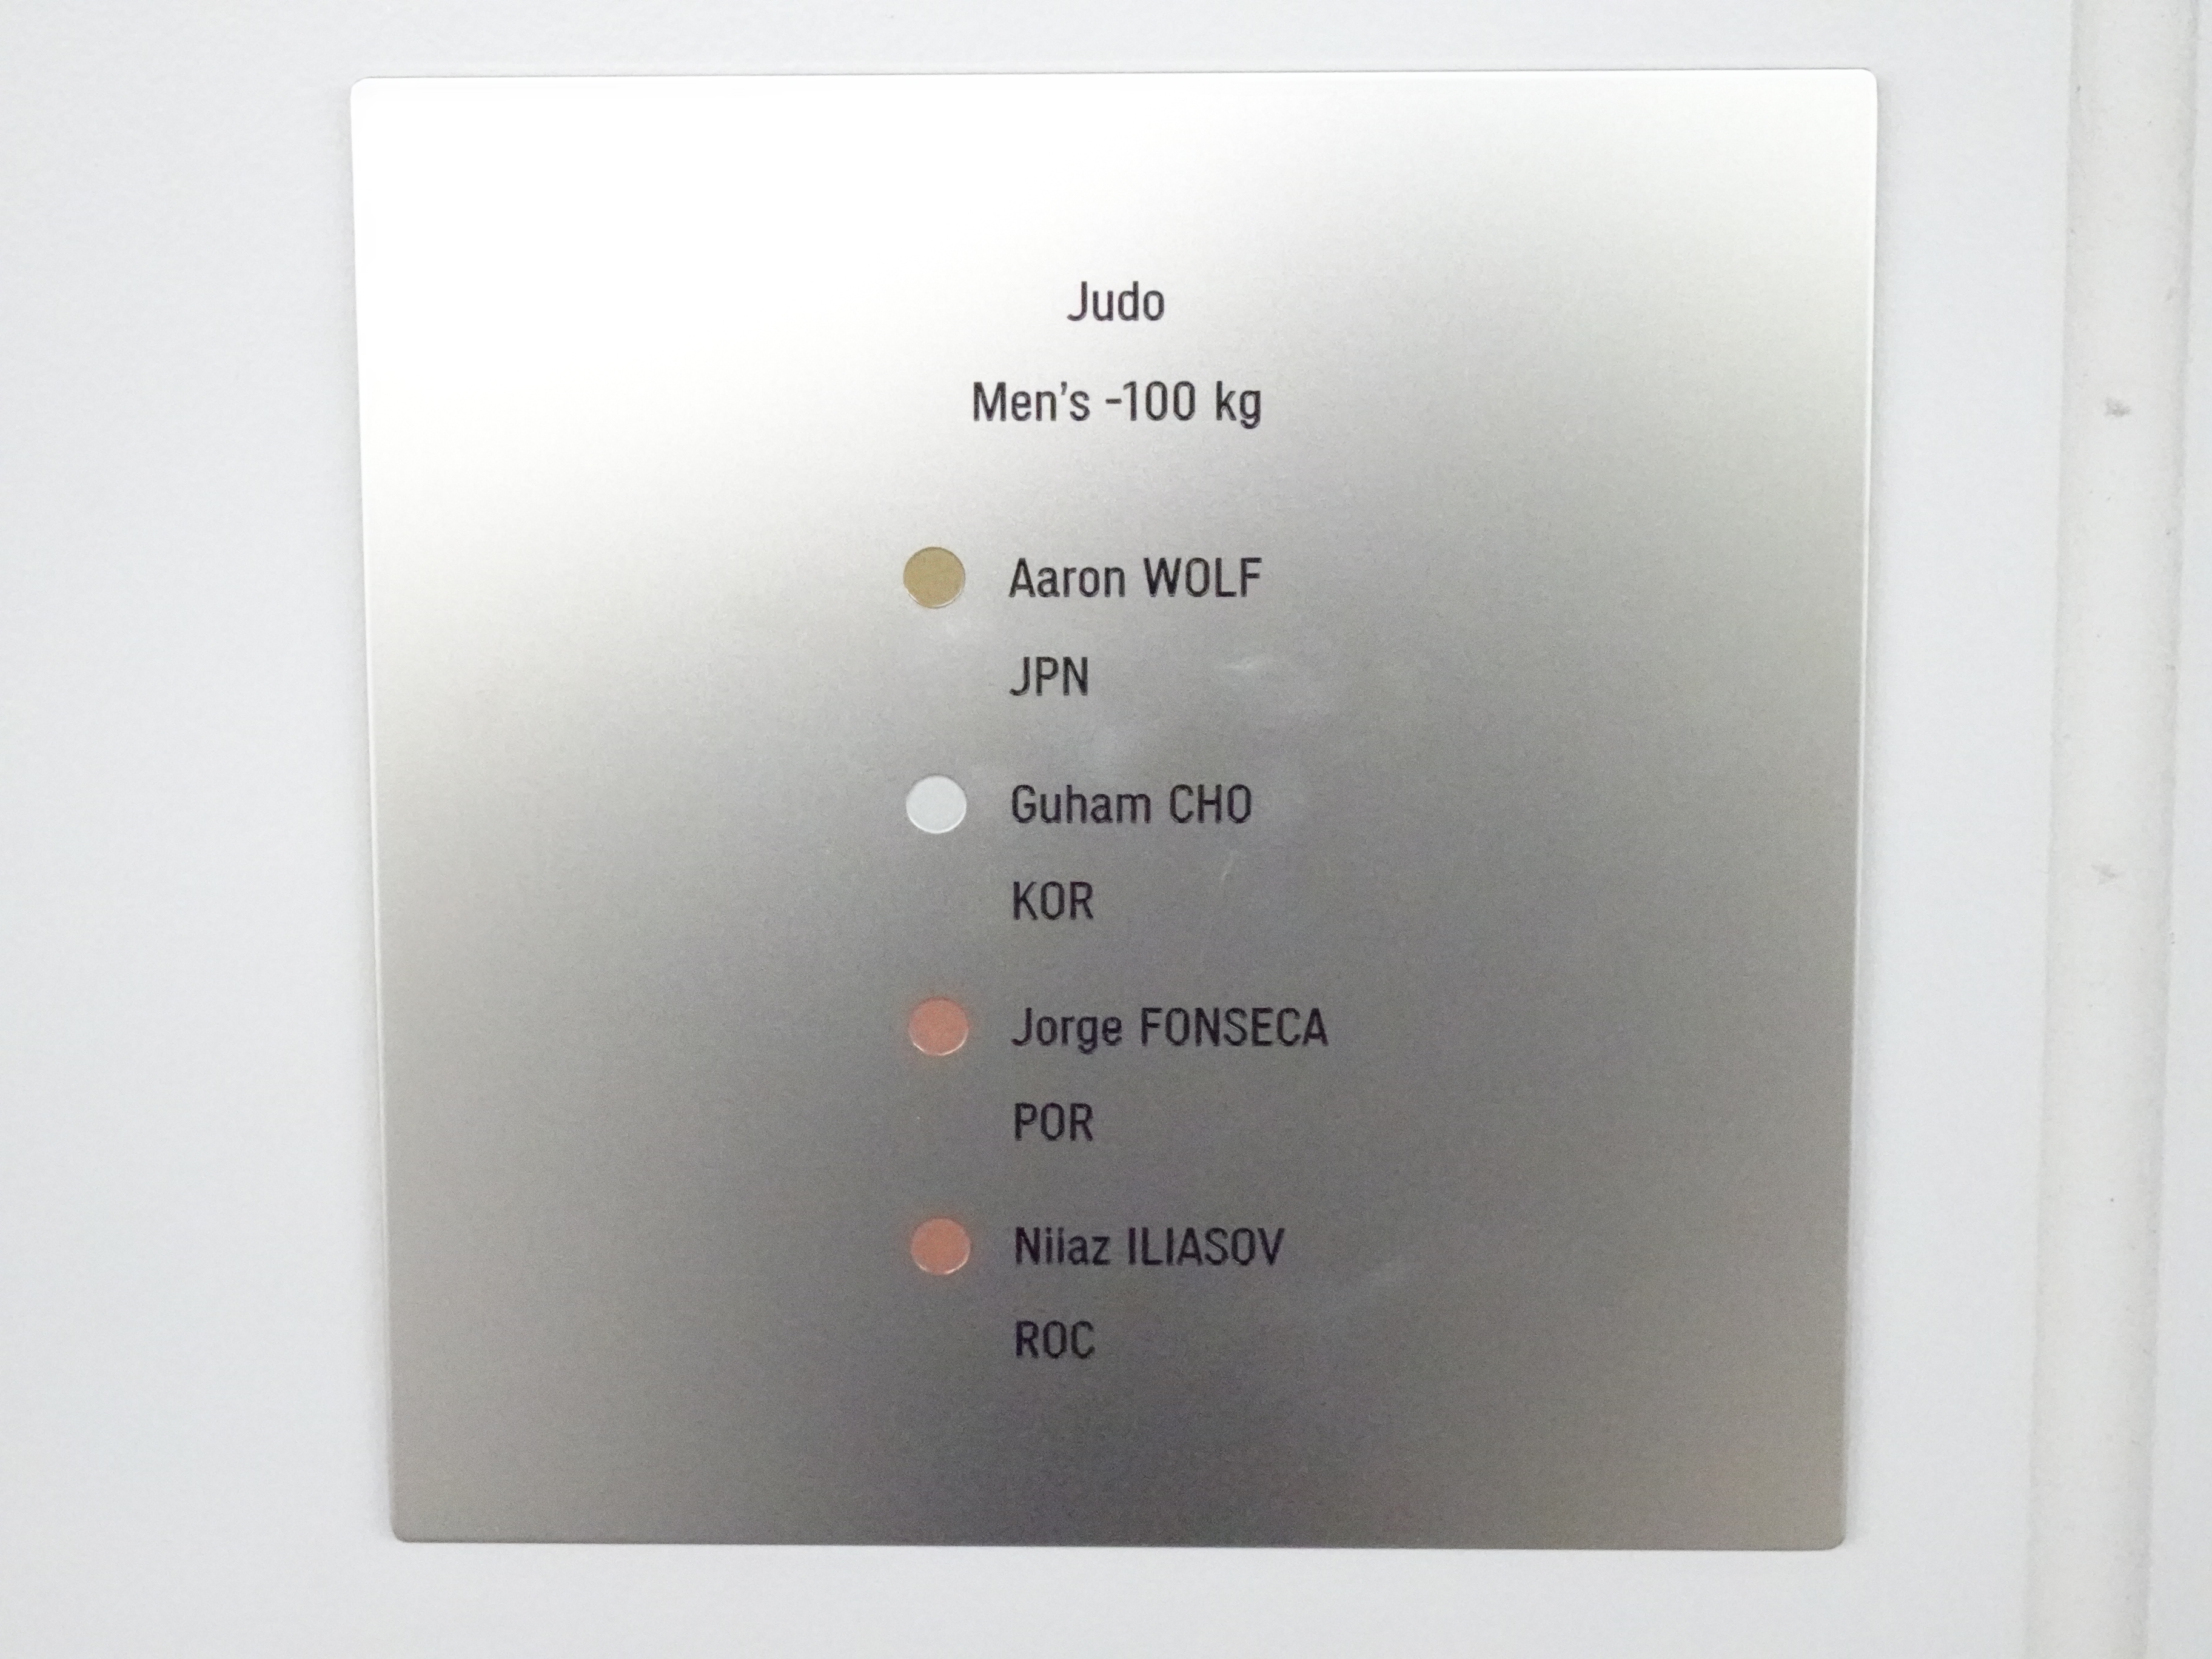 Judo
Men's -100 kg
Aaron WOLF
JPN
Guham CHO
KOR
Jorge FONSECA
POR
Niiaz ILIASOV
ROC